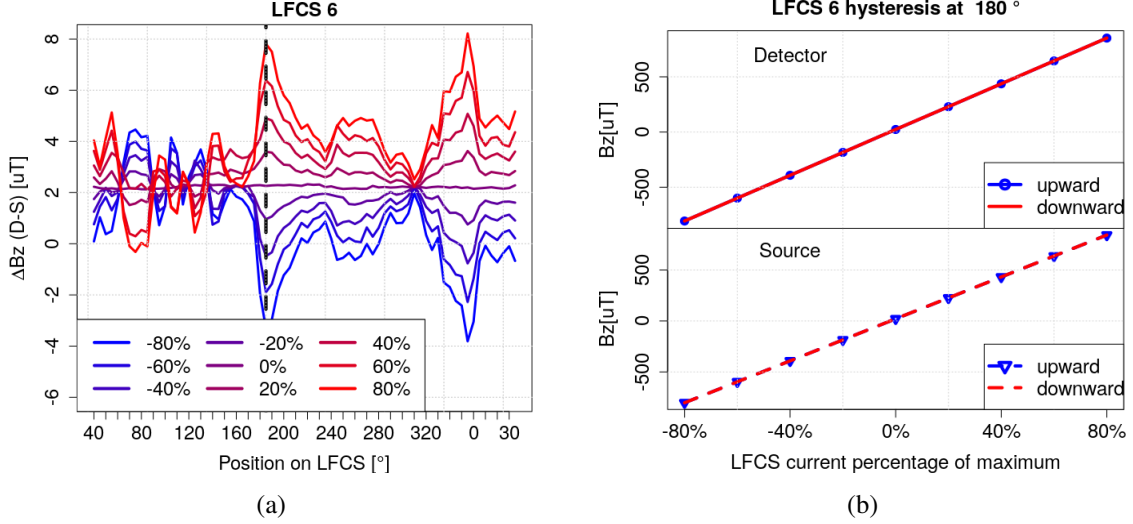 LFCS 6
ΔBz (D-S) [uT]
8
6
4
2
0
-2
-4
-6
-80%
-60%
-40%
-20%
0%
20%
40%
60%
80%
40 80 120 160 200 240 280 320 0 30
Position on LFCS [°]
(a)
LFCS 6 hysteresis at 180 °
Detector
Bz[uT]
500
0
-500
upward
downward
Source
Bz[uT]
500
0
-500
upward
downward
-80% -40% 0% 40% 80%
LFCS current percentage of maximum
(b)